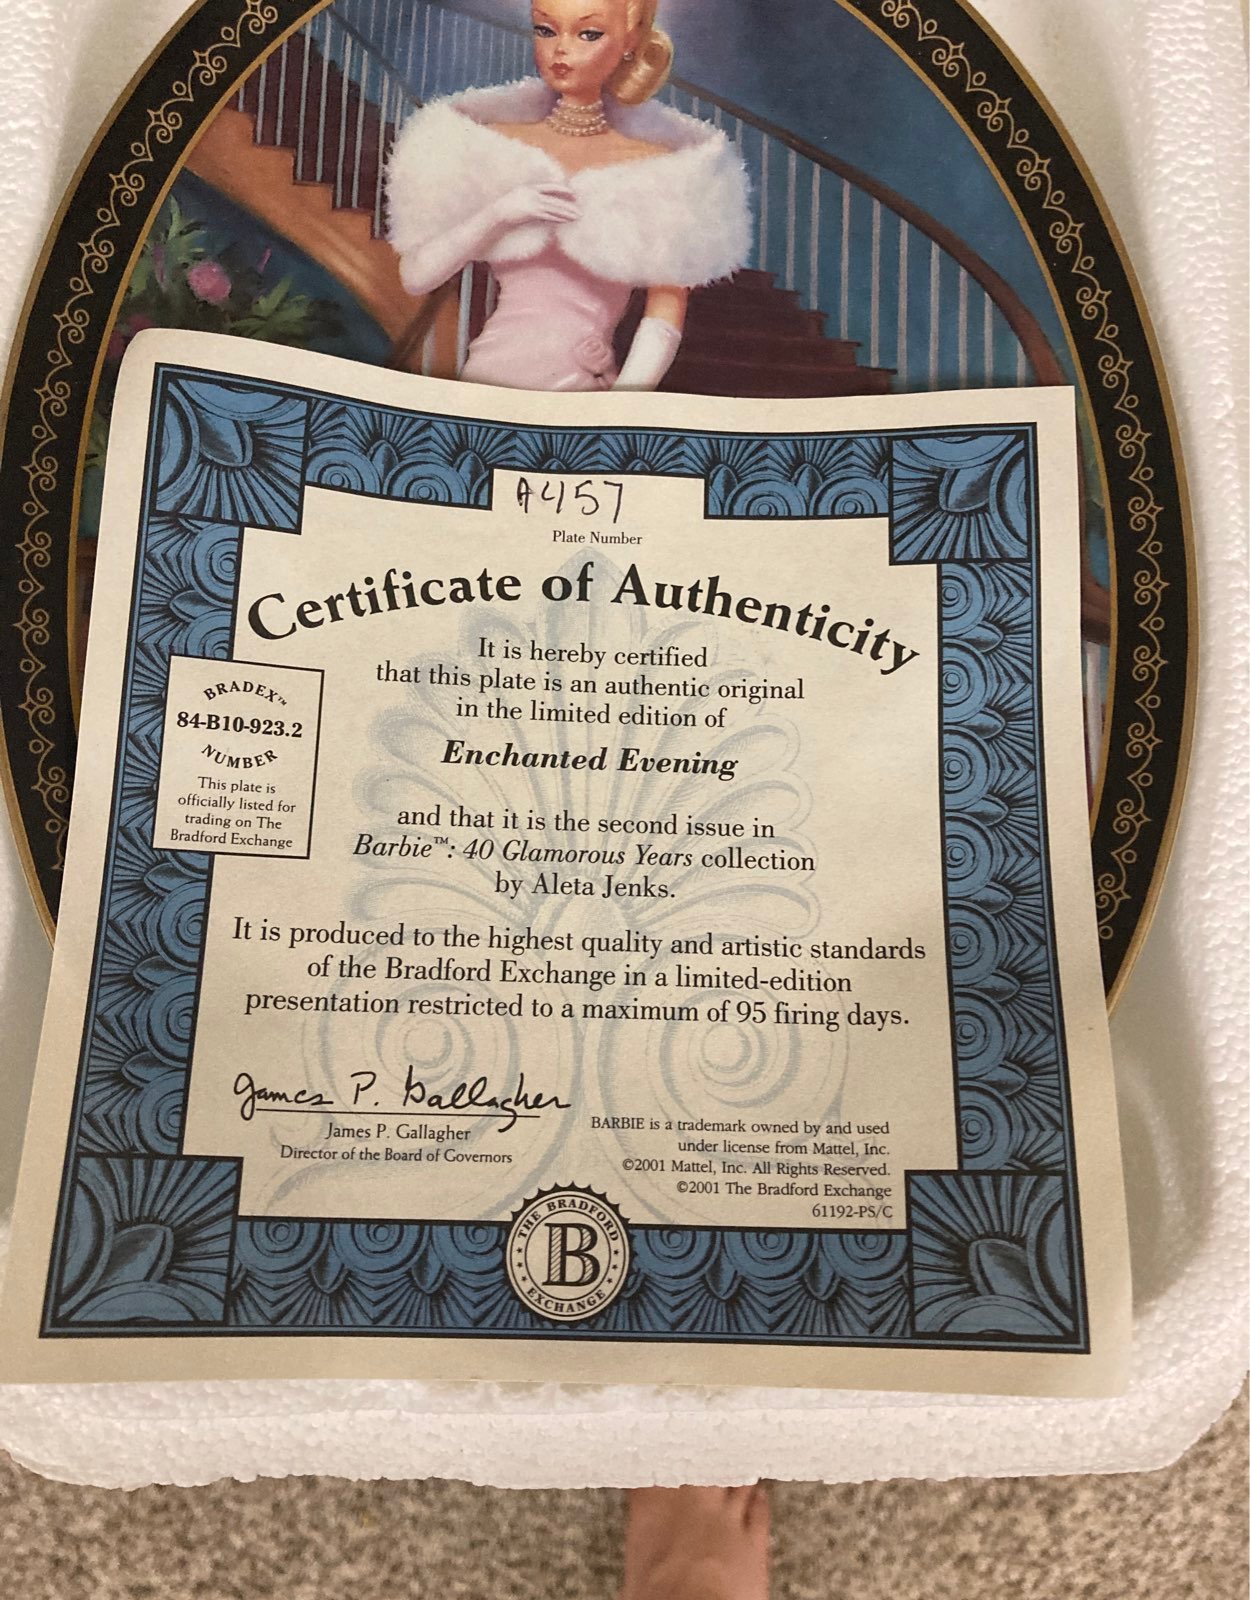 A457
Plate Number
Certificate of Authenticity
It is hereby certified
that this plate is an authentic original
in the limited edition of
Enchanted Evening
and that it is the second issue in
Barbie™: 40 Glamorous Years collection
by Aleta Jenks.
BRADEX™
84-B10-923.2
NUMBER
This plate is
officially listed for
trading on The
Bradford Exchange
It is produced to the highest quality and artistic standards
of the Bradford Exchange in a limited-edition
presentation restricted to a maximum of 95 firing days.
James P. Gallagher
James P. Gallagher
Director of the Board of Governors
BARBIE is a trademark owned by and used
under license from Mattel, Inc.
©2001 Mattel, Inc. All Rights Reserved.
©2001 The Bradford Exchange
61192-PS/C
THE BRADFORD
B
EXCHANGE